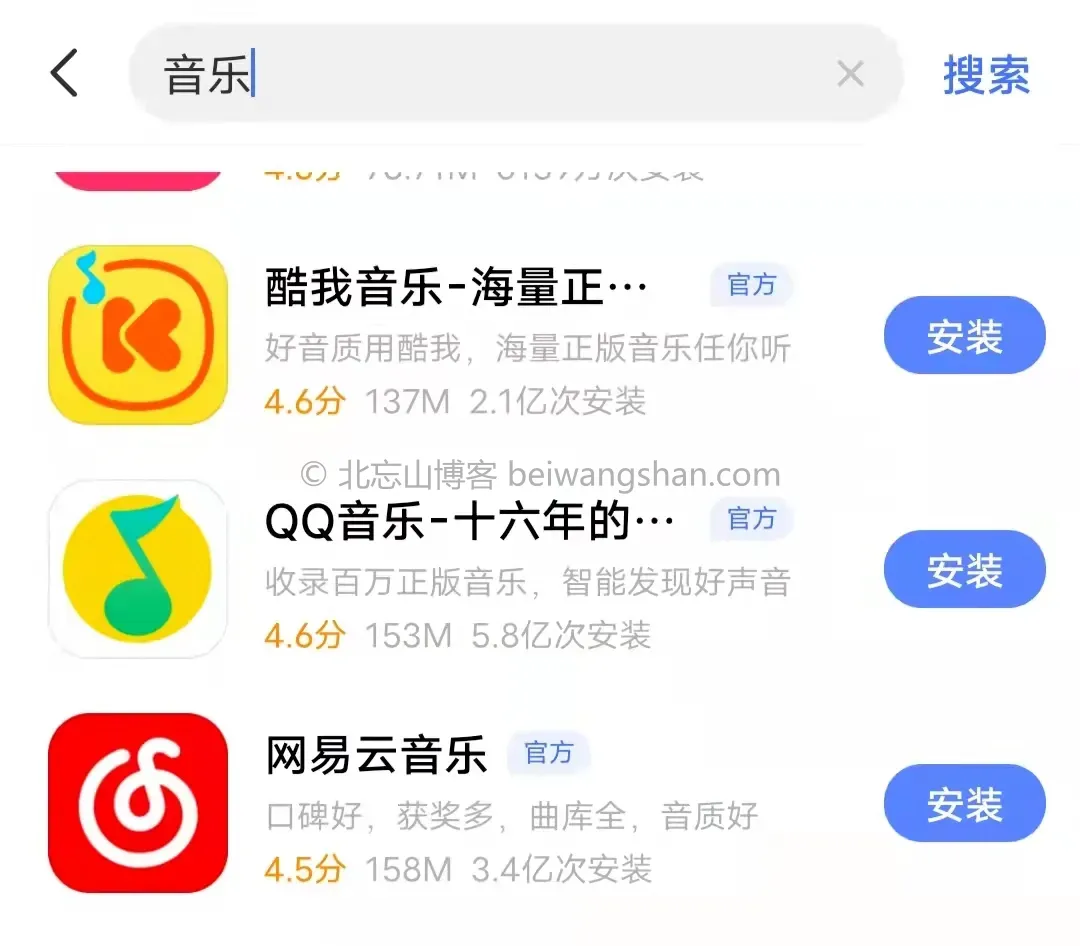 音乐
搜索
酷我音乐-海量正…
官方
好音质用酷我，海量正版音乐任你听
安装
4.6分 137M 2.1亿次安装
© 北忘山博客 beiwangshan.com
QQ音乐-十六年的…
官方
收录百万正版音乐，智能发现好声音
安装
4.6分 153M 5.8亿次安装
网易云音乐
官方
口碑好，获奖多，曲库全，音质好
安装
4.5分 158M 3.4亿次安装